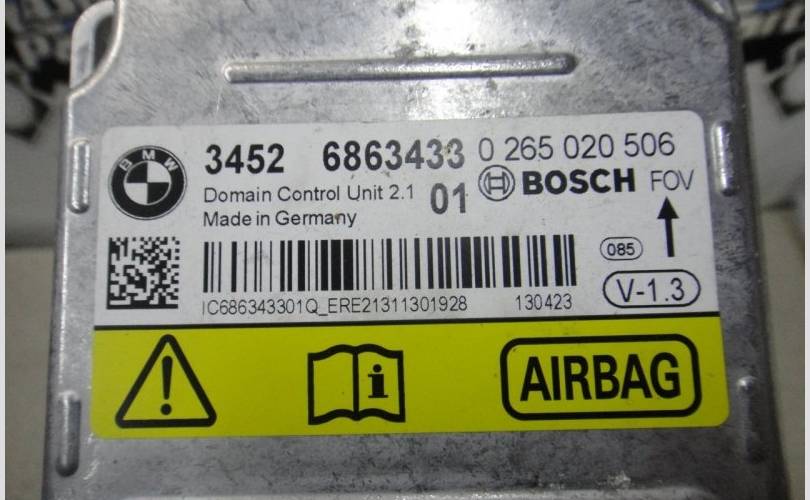 BMW
3452 6863433 0 265 020 506
Domain Control Unit 2.1 01 BOSCH FOV
Made in Germany
085
IC686343301Q_ERE21311301928 130423 V-1.3
i
AIRBAG